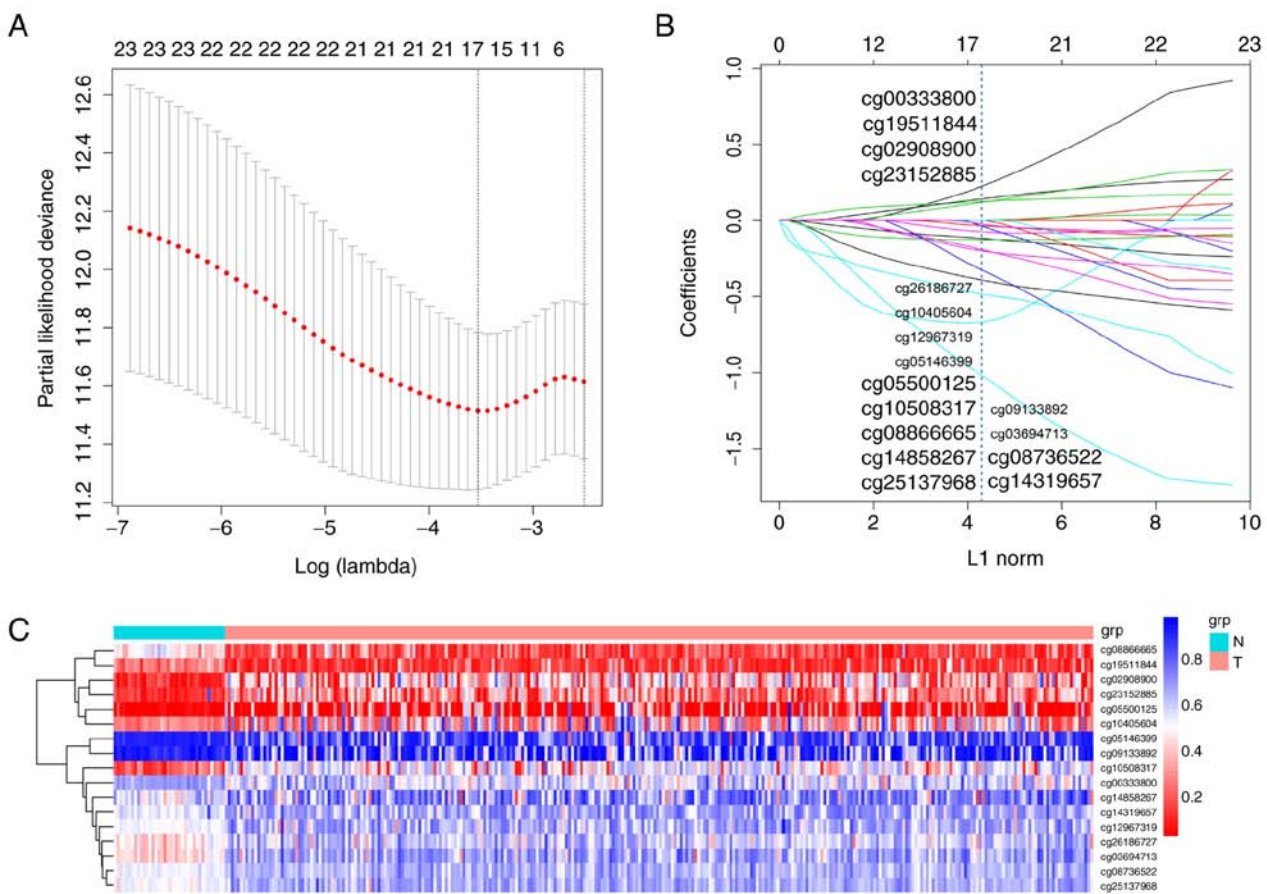 A
23 23 23 22 22 22 22 22 21 21 21 21 17 15 11 6
Partial likelihood deviance
12.6
12.4
12.2
12.0
11.8
11.6
11.4
11.2
−7 −6 −5 −4 −3
Log (lambda)
B
0 12 17 21 22 23
Coefficients
1.0
0.5
0.0
−0.5
−1.0
−1.5
cg00333800
cg19511844
cg02908900
cg23152885
cg26186727
cg10405604
cg12967319
cg05146399
cg05500125
cg10508317 cg09133892
cg08866665 cg03694713
cg14858267 cg08736522
cg25137968 cg14319657
0 2 4 6 8 10
L1 norm
C
grp
cg08866665
cg19511844
cg02908900
cg23152885
cg05500125
cg10405604
cg05146399
cg09133892
cg10508317
cg00333800
cg14858267
cg14319657
cg12967319
cg26186727
cg03694713
cg08736522
cg25137968
0.8
0.6
0.4
0.2
grp
N
T